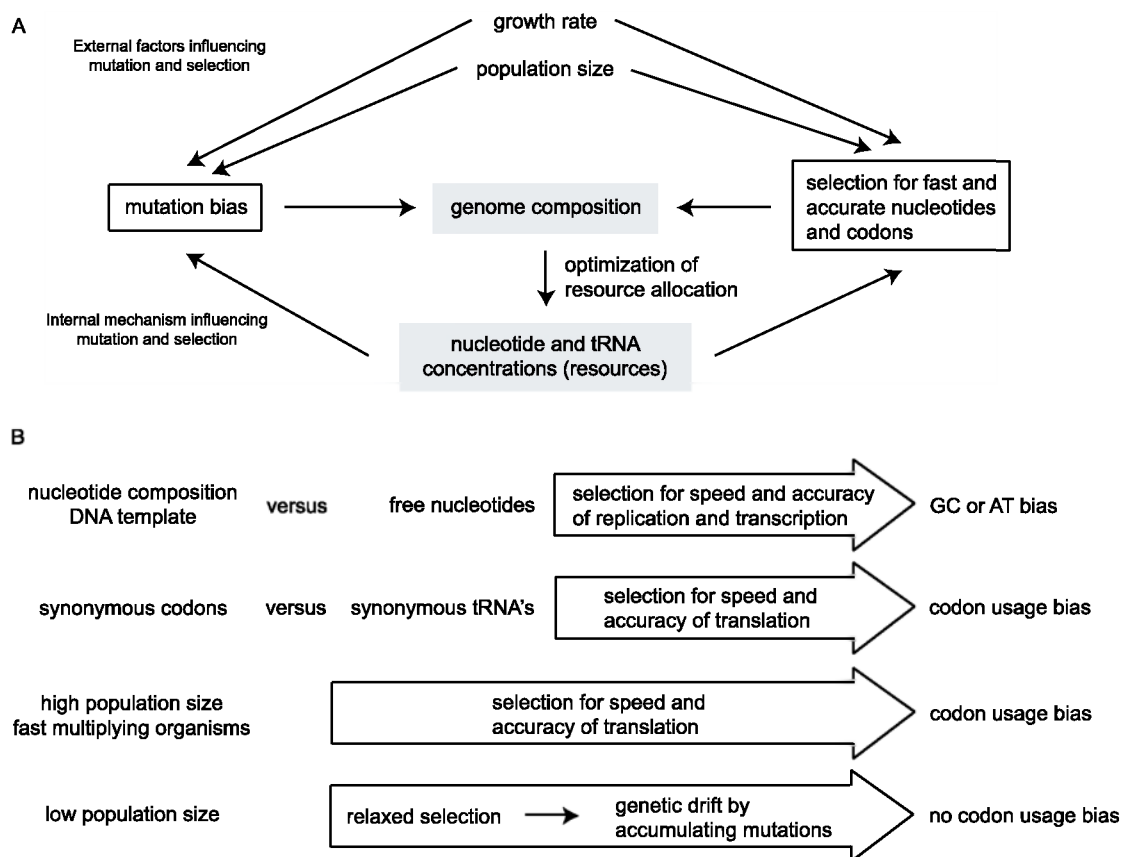 A
growth rate
External factors influencing
mutation and selection
population size
mutation bias
genome composition
selection for fast and
accurate nucleotides
and codons
optimization of
resource allocation
Internal mechanism influencing
mutation and selection
nucleotide and tRNA
concentrations (resources)
B
nucleotide composition
DNA template
versus
free nucleotides
selection for speed and accuracy
of replication and transcription
GC or AT bias
synonymous codons
versus
synonymous tRNA's
selection for speed and
accuracy of translation
codon usage bias
high population size
fast multiplying organisms
selection for speed and
accuracy of translation
codon usage bias
low population size
relaxed selection
genetic drift by
accumulating mutations
no codon usage bias